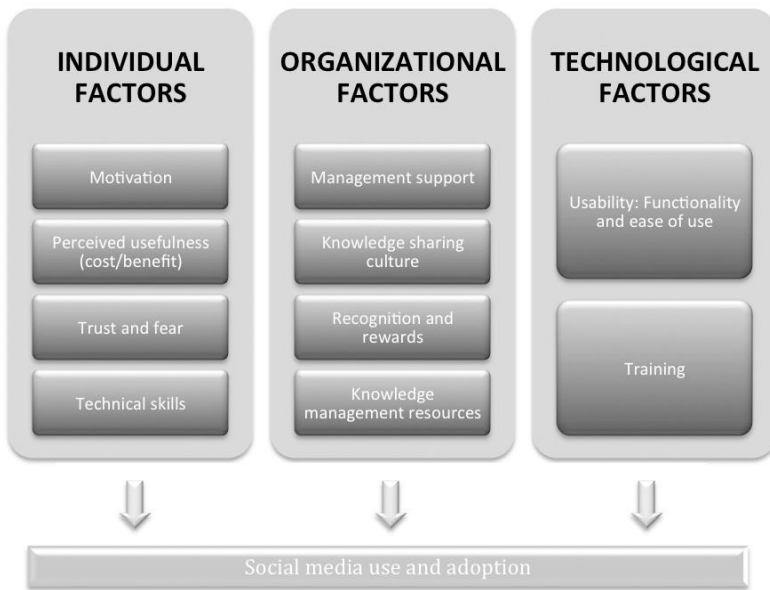 INDIVIDUAL
FACTORS
Motivation
Perceived usefulness
(cost/benefit)
Trust and fear
Technical skills
ORGANIZATIONAL
FACTORS
Management support
Knowledge sharing
culture
Recognition and
rewards
Knowledge
management resources
TECHNOLOGICAL
FACTORS
Usability: Functionality
and ease of use
Training
Social media use and adoption